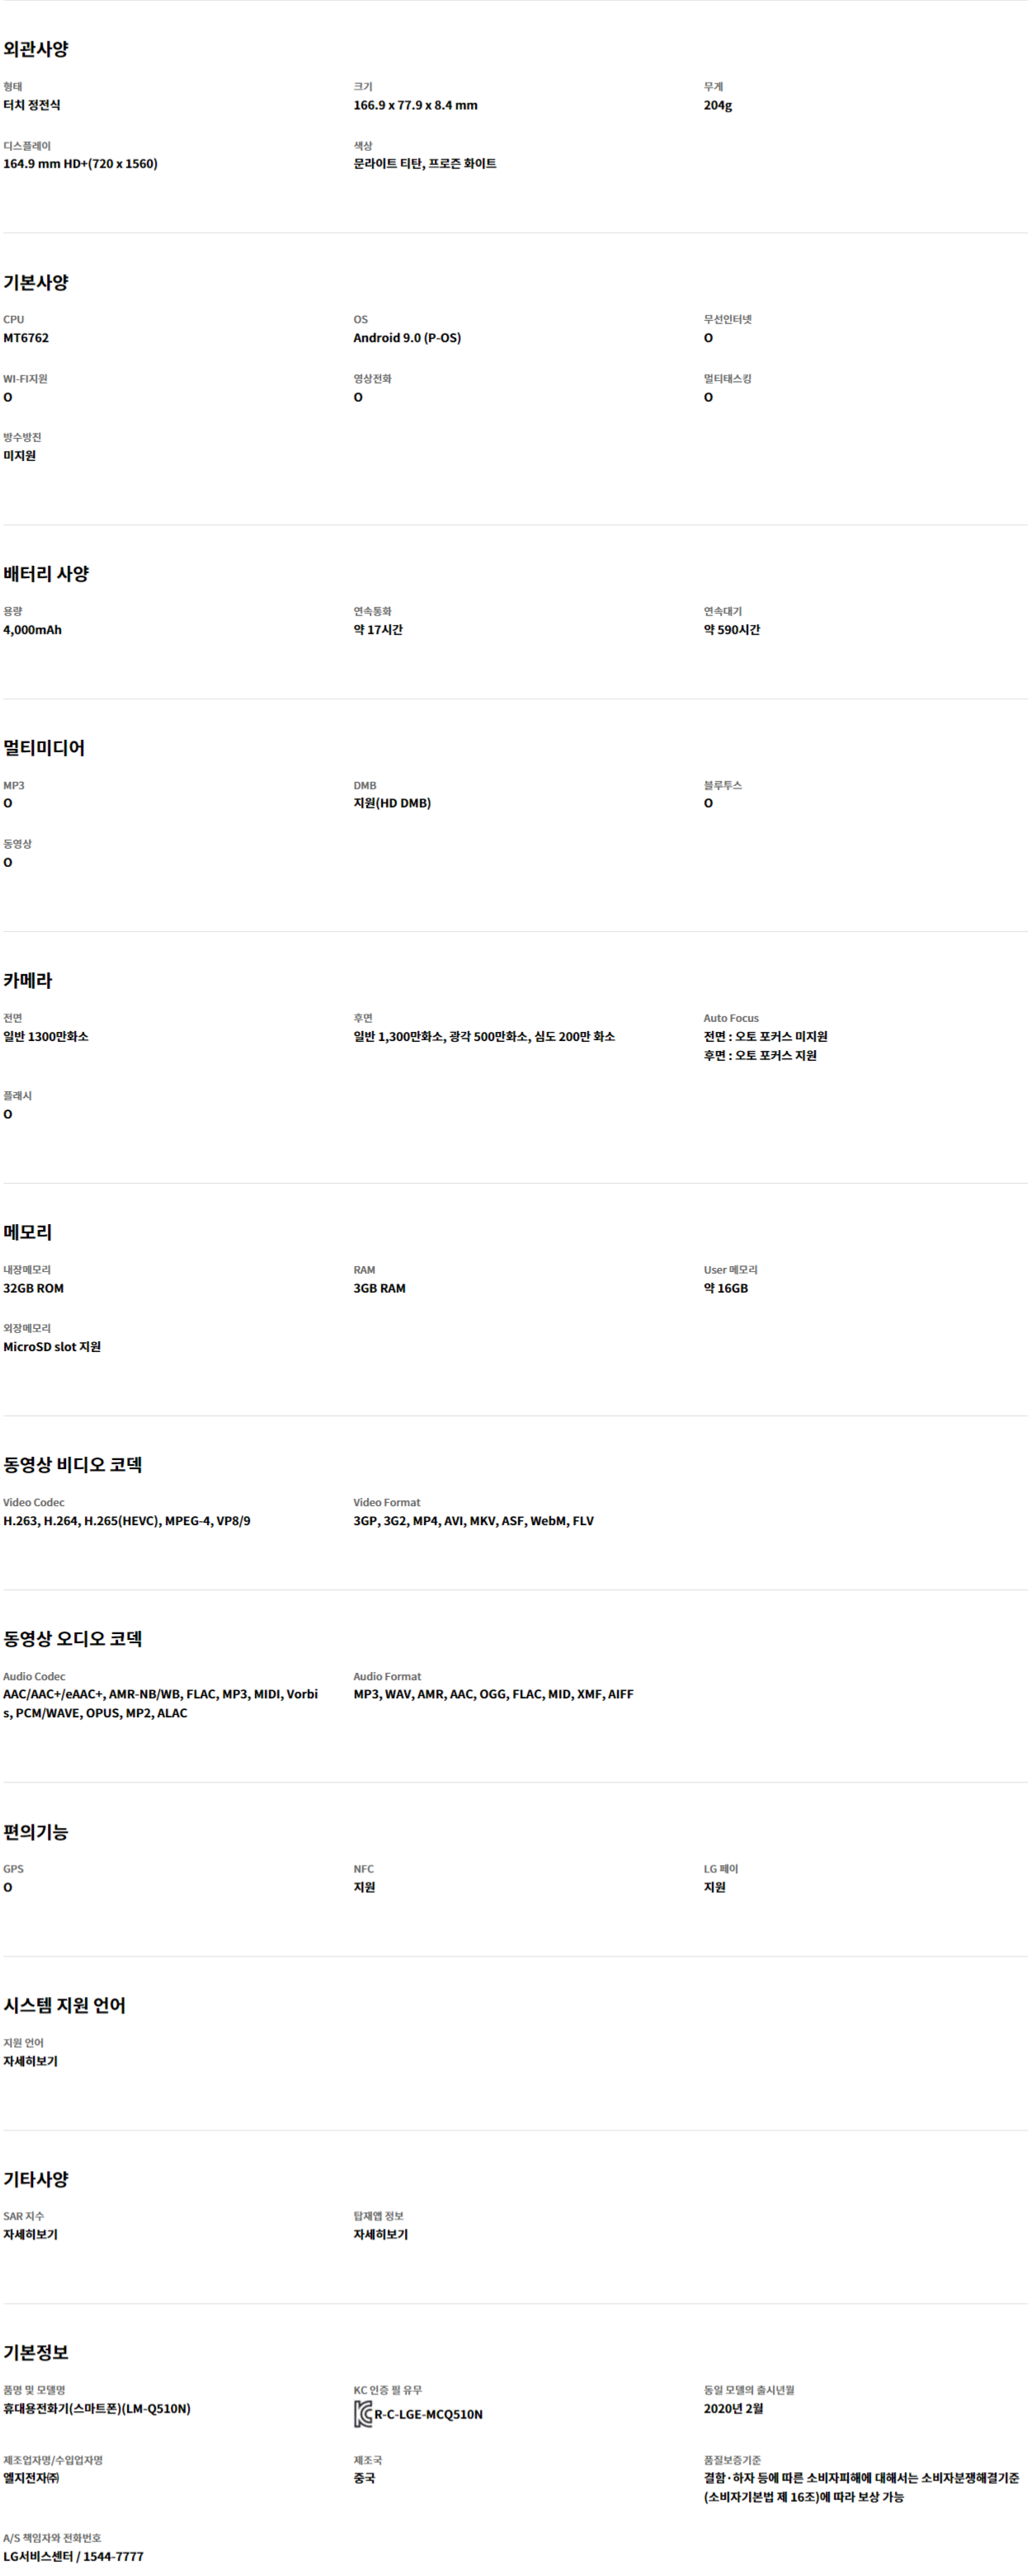 외관사양
형태
터치 정전식
크기
166.9 x 77.9 x 8.4 mm
무게
204g
디스플레이
164.9 mm HD+(720 x 1560)
색상
문라이트 티탄, 프로즌 화이트
기본사양
CPU
MT6762
OS
Android 9.0 (P-OS)
무선인터넷
O
WI-FI지원
O
영상전화
O
멀티태스킹
O
방수방진
미지원
배터리 사양
용량
4,000mAh
연속통화
약 17시간
연속대기
약 590시간
멀티미디어
MP3
O
DMB
지원(HD DMB)
블루투스
O
동영상
O
카메라
전면
일반 1300만화소
후면
일반 1,300만화소, 광각 500만화소, 심도 200만 화소
Auto Focus
전면 : 오토 포커스 미지원
후면 : 오토 포커스 지원
플래시
O
메모리
내장메모리
32GB ROM
RAM
3GB RAM
User 메모리
약 16GB
외장메모리
MicroSD slot 지원
동영상 비디오 코덱
Video Codec
H.263, H.264, H.265(HEVC), MPEG-4, VP8/9
Video Format
3GP, 3G2, MP4, AVI, MKV, ASF, WebM, FLV
동영상 오디오 코덱
Audio Codec
AAC/AAC+/eAAC+, AMR-NB/WB, FLAC, MP3, MIDI, Vorbi
s, PCM/WAVE, OPUS, MP2, ALAC
Audio Format
MP3, WAV, AMR, AAC, OGG, FLAC, MID, XMF, AIFF
편의기능
GPS
O
NFC
지원
LG 페이
지원
시스템 지원 언어
지원 언어
자세히보기
기타사양
SAR 지수
자세히보기
탑재앱 정보
자세히보기
기본정보
품명 및 모델명
휴대용전화기(스마트폰)(LM-Q510N)
KC 인증 필 유무
R-C-LGE-MCQ510N
동일 모델의 출시년월
2020년 2월
제조업자명/수입업자명
엘지전자㈜
제조국
중국
품질보증기준
결함·하자 등에 따른 소비자피해에 대해서는 소비자분쟁해결기준
(소비자기본법 제 16조)에 따라 보상 가능
A/S 책임자와 전화번호
LG서비스센터 / 1544-7777